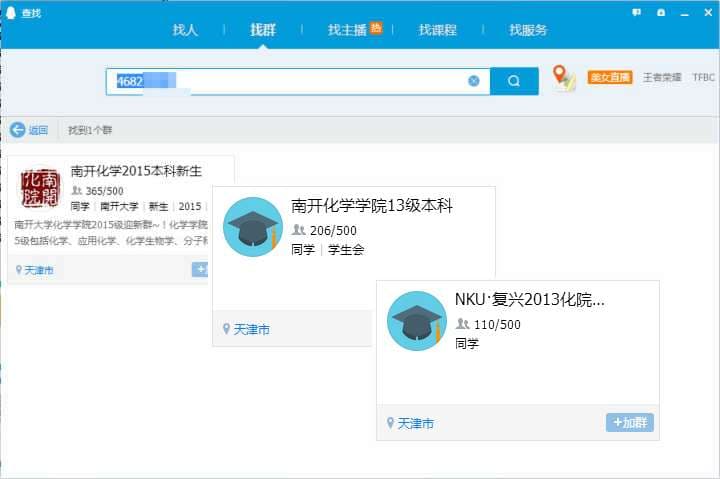 查找
找人
找群
找主播 热
找课程
找服务
4682
美女直播
王者荣耀
TFBC
返回
找到1个群
南开化学2015本科新生
365/500
同学 | 南开大学 | 新生 | 2015 |
南开大学化学学院2015级迎新群~！化学学院
5级包括化学、应用化学、化学生物学、分子科
天津市
南开化学学院13级本科
206/500
同学 | 学生会
天津市
NKU·复兴2013化院...
110/500
同学
天津市
+加群